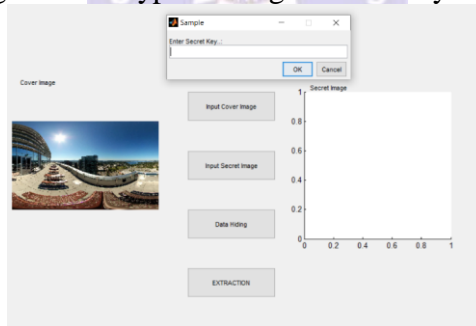 Sample
Enter Secret Key..:
OK
Cancel
Cover Image
Secret Image
Input Cover Image
Input Secret Image
Data Hiding
EXTRACTION
1
0.8
0.6
0.4
0.2
0
0 0.2 0.4 0.6 0.8 1